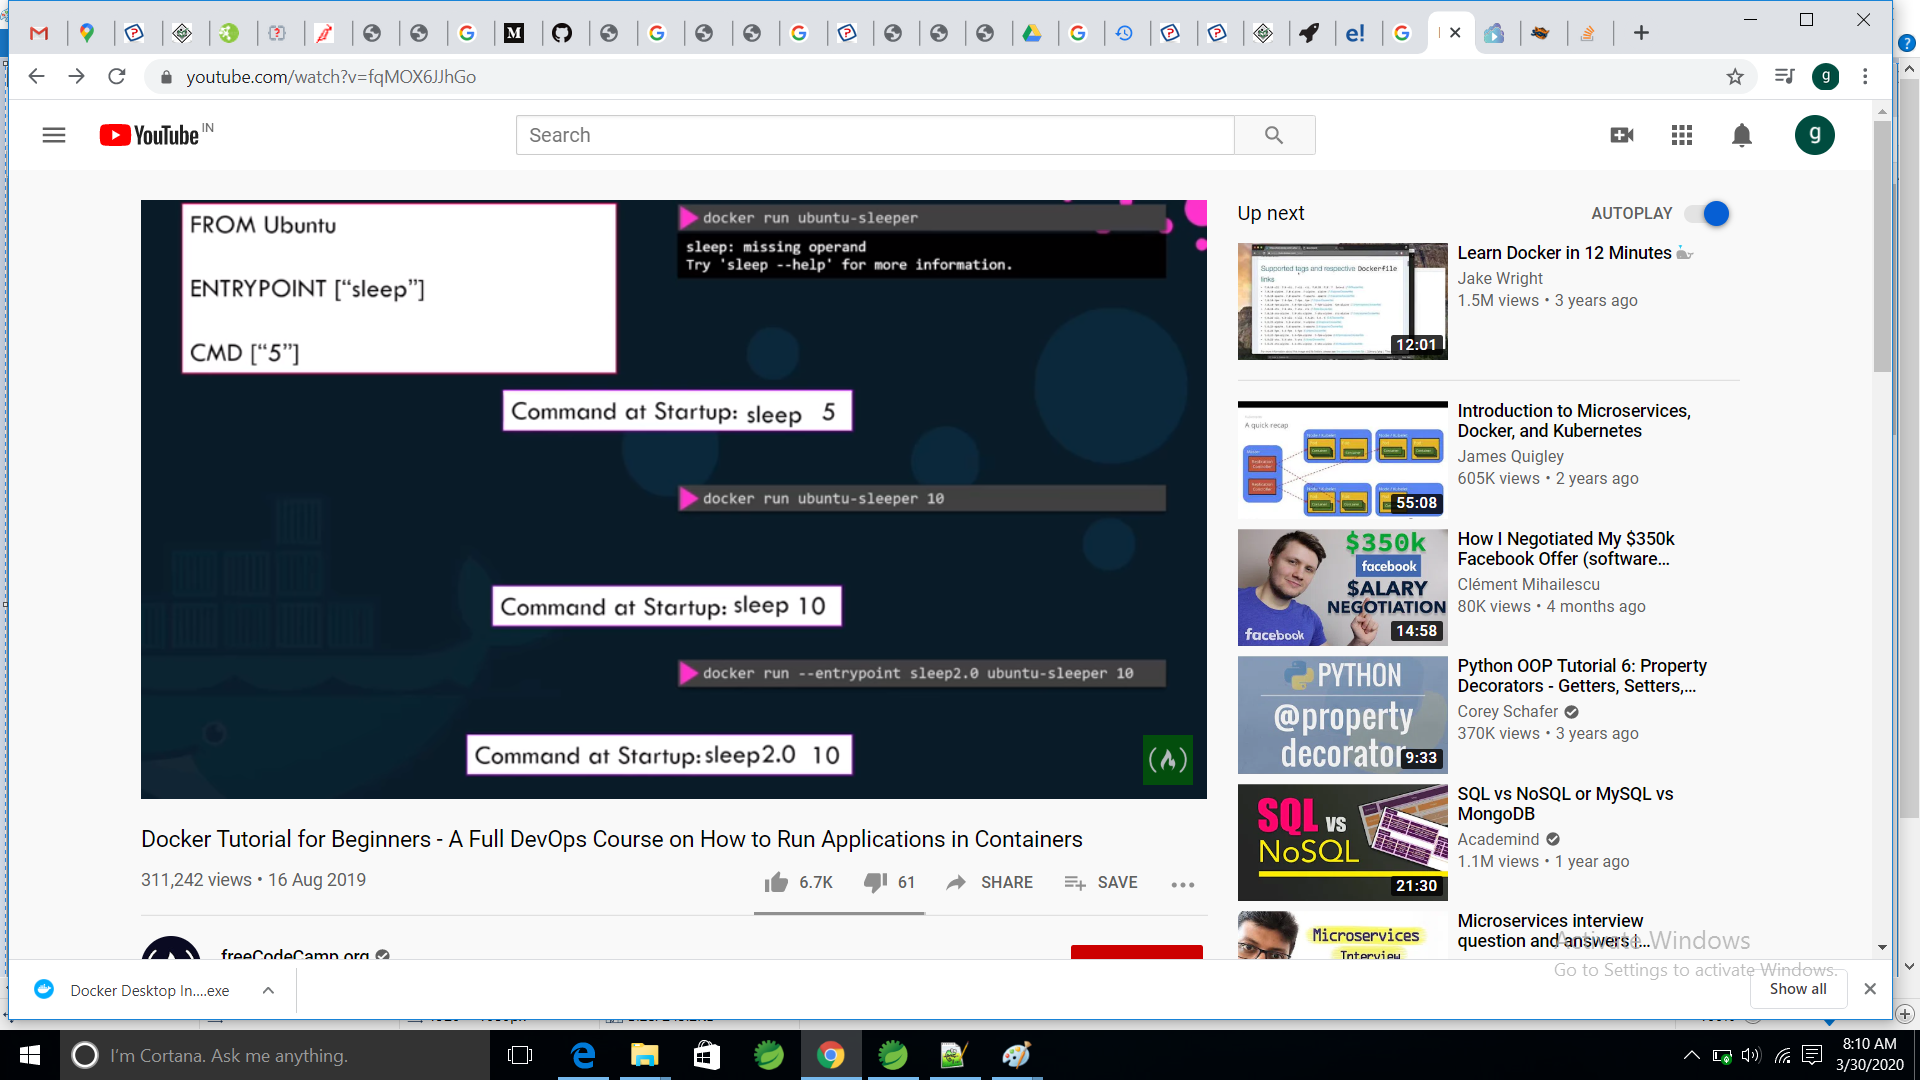 youtube.com/watch?v=fqMOX6JJhGo
g
YouTube IN
Search
g
FROM Ubuntu
ENTRYPOINT [“sleep”]
CMD [“5”]
docker run ubuntu-sleeper
sleep: missing operand
Try 'sleep --help' for more information.
Command at Startup: sleep 5
docker run ubuntu-sleeper 10
Command at Startup: sleep 10
docker run --entrypoint sleep2.0 ubuntu-sleeper 10
Command at Startup: sleep2.0 10
Docker Tutorial for Beginners - A Full DevOps Course on How to Run Applications in Containers
311,242 views • 16 Aug 2019
6.7K
61
SHARE
SAVE
freeCodeCamp.org
Up next
AUTOPLAY
Supported tags and respective Dockerfile
links
12:01
Learn Docker in 12 Minutes
Jake Wright
1.5M views • 3 years ago
A quick recap
55:08
Introduction to Microservices,
Docker, and Kubernetes
James Quigley
605K views • 2 years ago
$350k
facebook
$ALARY
NEGOTIATION
facebook
14:58
How I Negotiated My $350k
Facebook Offer (software...
Clément Mihailescu
80K views • 4 months ago
PYTHON
@property
decorator
9:33
Python OOP Tutorial 6: Property
Decorators - Getters, Setters,...
Corey Schafer
370K views • 3 years ago
SQL vs
NoSQL
21:30
SQL vs NoSQL or MySQL vs
MongoDB
Academind
1.1M views • 1 year ago
Microservices
Interview
Microservices interview
question and answers |...
Activate Windows
Go to Settings to activate Windows.
Docker Desktop In....exe
Show all
I'm Cortana. Ask me anything.
8:10 AM
3/30/2020